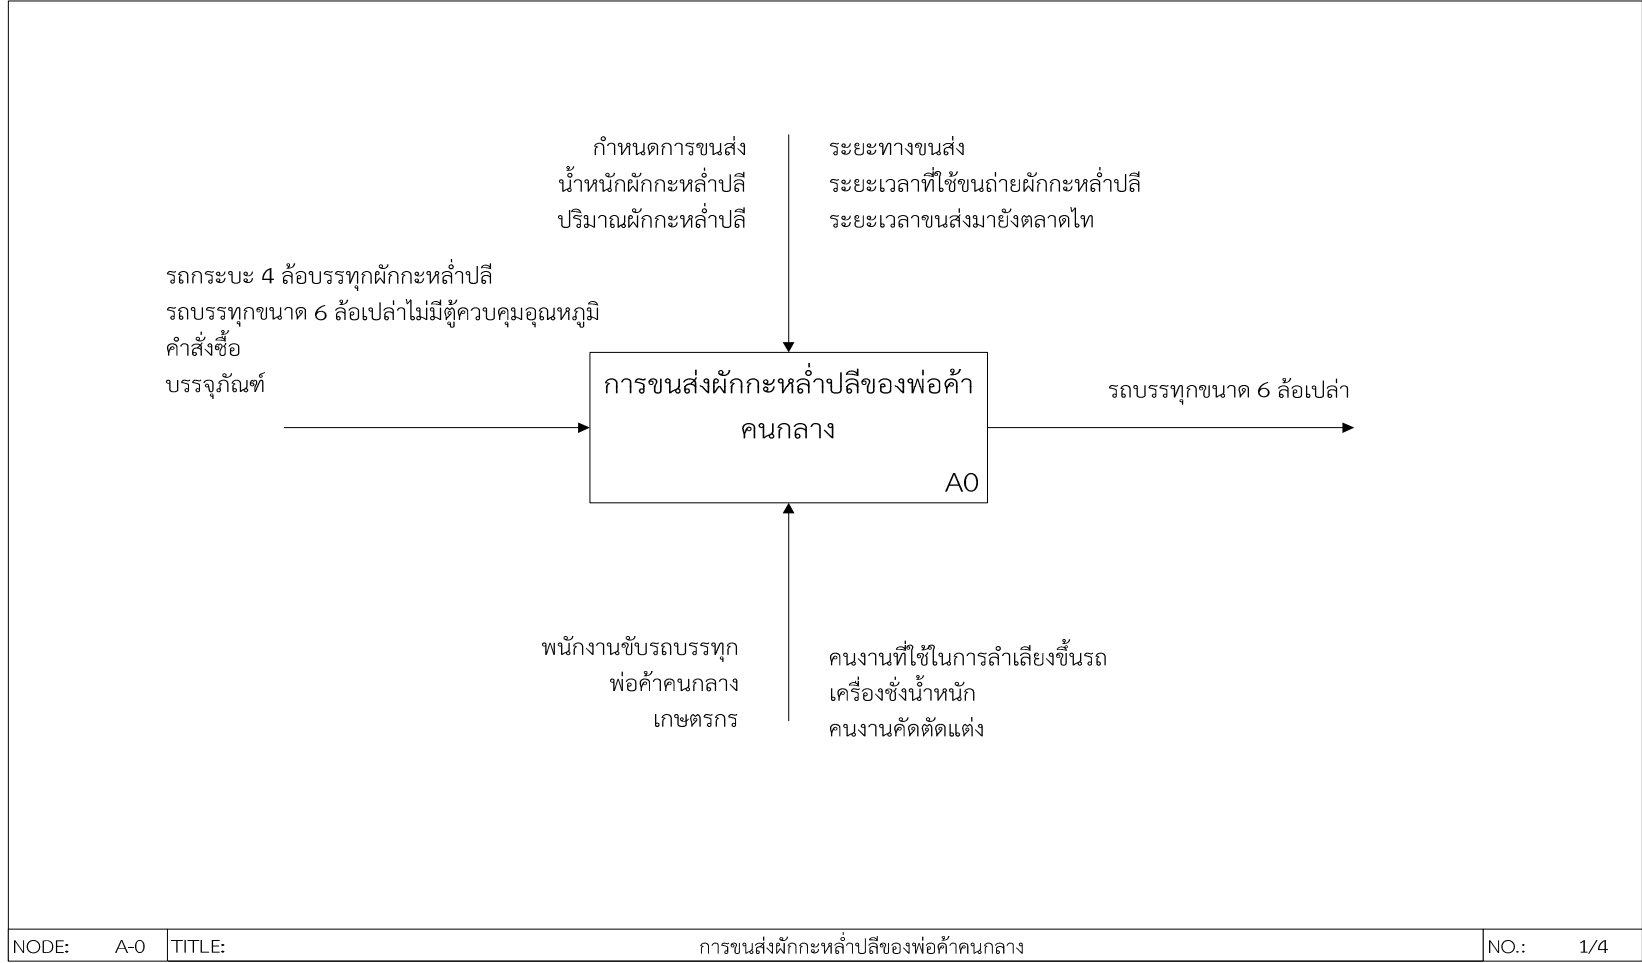 กำหนดการขนส่ง
น้ำหนักผักกะหล่ำปลี
ปริมาณผักกะหล่ำปลี
ระยะทางขนส่ง
ระยะเวลาที่ใช้ขนถ่ายผักกะหล่ำปลี
ระยะเวลาขนส่งมายังตลาดไท
รถกระบะ 4 ล้อบรรทุกผักกะหล่ำปลี
รถบรรทุกขนาด 6 ล้อเปล่าไม่มีตู้ควบคุมอุณหภูมิ
คำสั่งซื้อ
บรรจุภัณฑ์
การขนส่งผักกะหล่ำปลีของพ่อค้า
คนกลาง
A0
รถบรรทุกขนาด 6 ล้อเปล่า
พนักงานขับรถบรรทุก
พ่อค้าคนกลาง
เกษตรกร
คนงานที่ใช้ในการลำเลียงขึ้นรถ
เครื่องชั่งน้ำหนัก
คนงานคัดตัดแต่ง
NODE: A-0 TITLE: การขนส่งผักกะหล่ำปลีของพ่อค้าคนกลาง NO.: 1/4